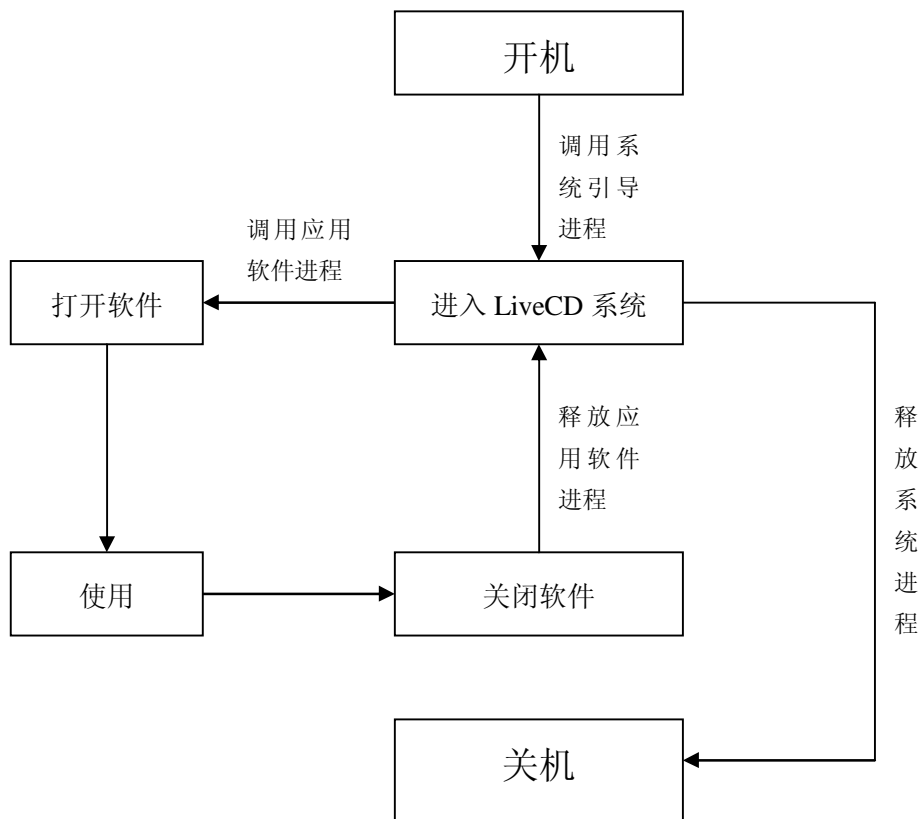 开机
调用系
统引导
进程
调用应用
软件进程
打开软件
进入 LiveCD 系统
释放应
用软件
进程
释
放
系
统
进
程
使用
关闭软件
关机